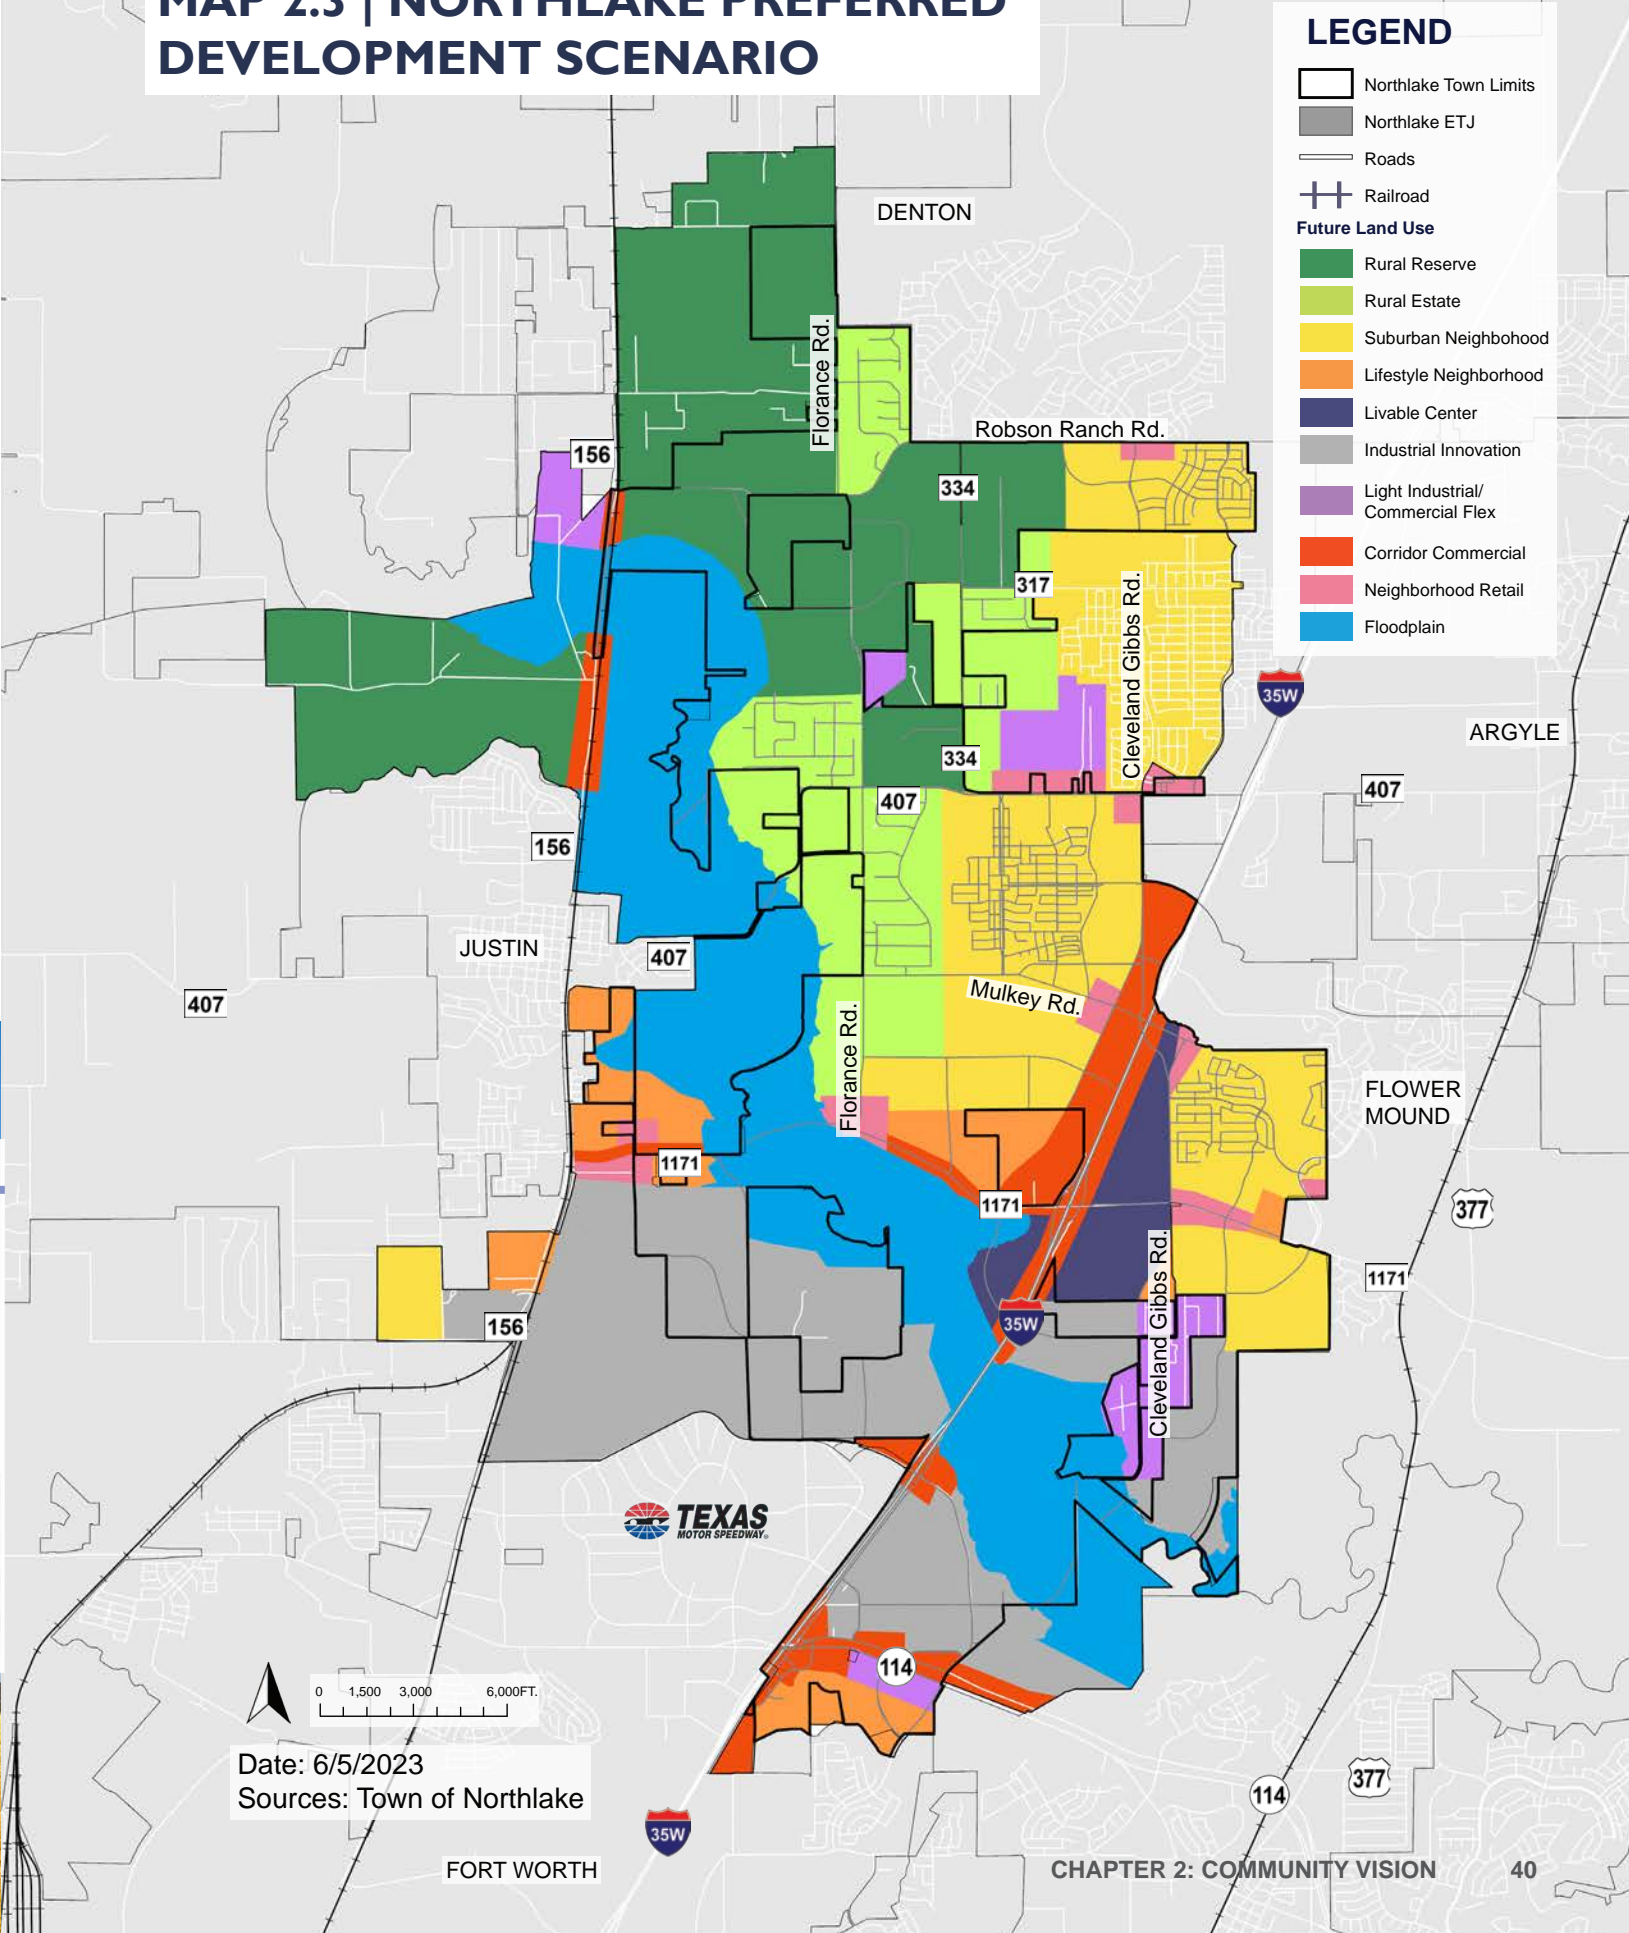 MAP 2.3 | NORTHLAKE PREFERRED
DEVELOPMENT SCENARIO
LEGEND
Northlake Town Limits
Northlake ETJ
Roads
Railroad
Future Land Use
Rural Reserve
Rural Estate
Suburban Neighbohood
Lifestyle Neighborhood
Livable Center
Industrial Innovation
Light Industrial/
Commercial Flex
Corridor Commercial
Neighborhood Retail
Floodplain
DENTON
Florance Rd.
Robson Ranch Rd.
156
334
317
Cleveland Gibbs Rd.
35W
ARGYLE
334
407
407
156
JUSTIN
407
407
Mulkey Rd.
Florance Rd.
FLOWER
MOUND
1171
1171
377
Cleveland Gibbs Rd.
1171
156
35W
TEXAS
MOTOR SPEEDWAY
114
0 1,500 3,000 6,000FT.
Date: 6/5/2023
Sources: Town of Northlake
377
114
35W
FORT WORTH
CHAPTER 2: COMMUNITY VISION 40